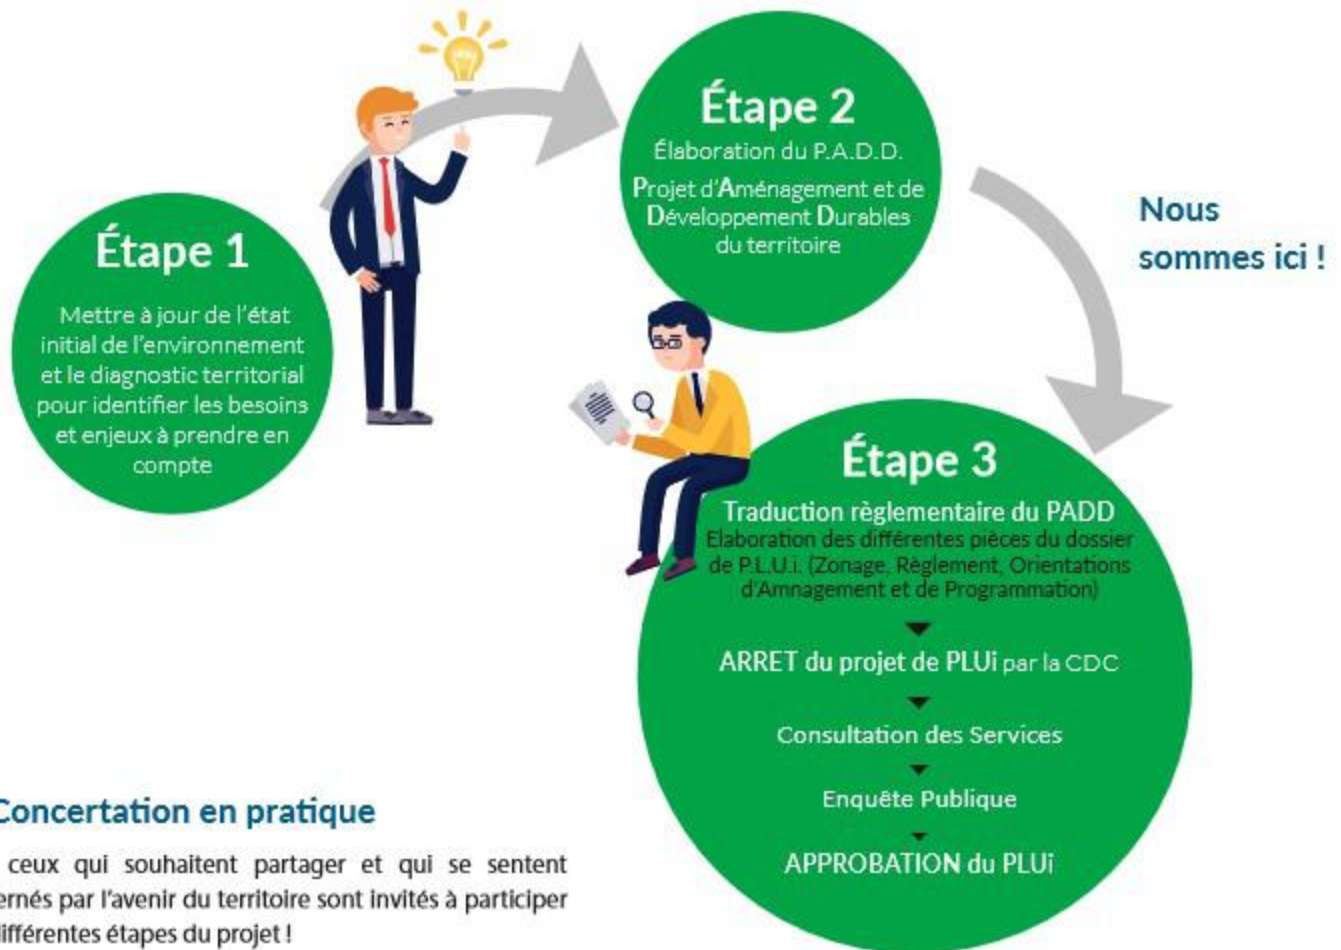 Étape 1
Mettre à jour de l'état
initial de l'environnement
et le diagnostic territorial
pour identifier les besoins
et enjeux à prendre en
compte
Étape 2
Élaboration du P.A.D.D.
Projet d'Aménagement et de
Développement Durables
du territoire
Nous
sommes ici !
Étape 3
Traduction règlementaire du PADD
Elaboration des différentes pièces du dossier
de P.L.U.i. (Zonage, Règlement, Orientations
d'Amnagement et de Programmation)
ARRET du projet de PLUi par la CDC
Consultation des Services
Enquête Publique
APPROBATION du PLUi
Concertation en pratique
ceux qui souhaitent partager et qui se sentent
ernés par l'avenir du territoire sont invités à participer
différentes étapes du projet !